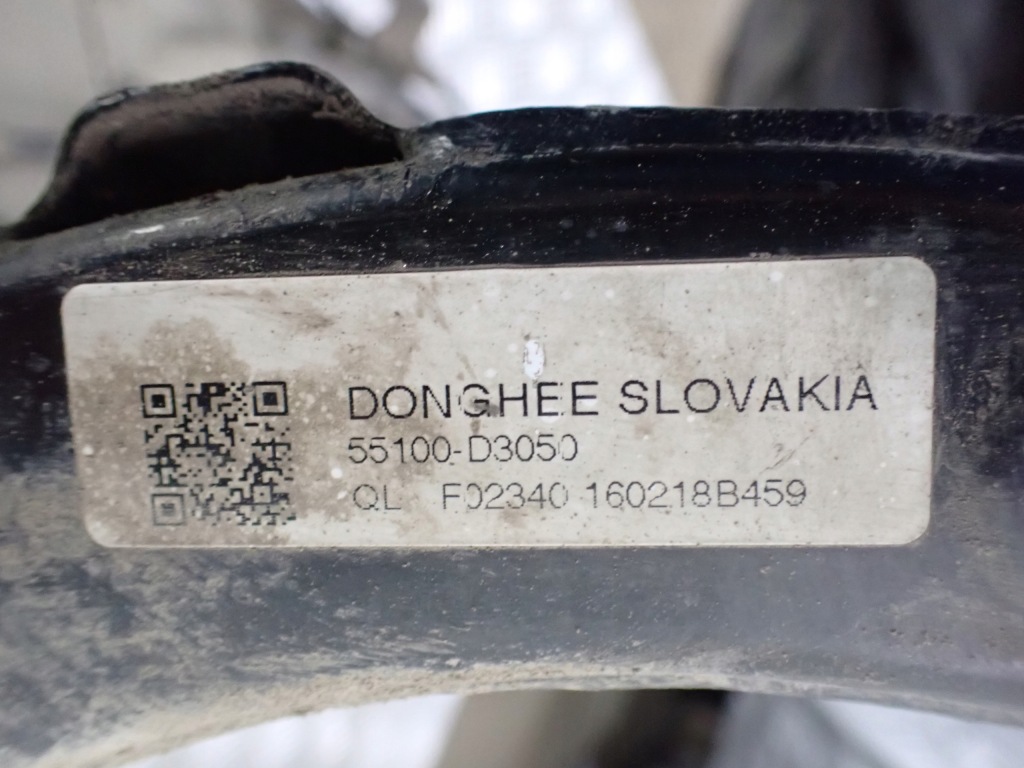 DONGHEE SLOVAKIA
55100-D3050
QL F02340 160218B459